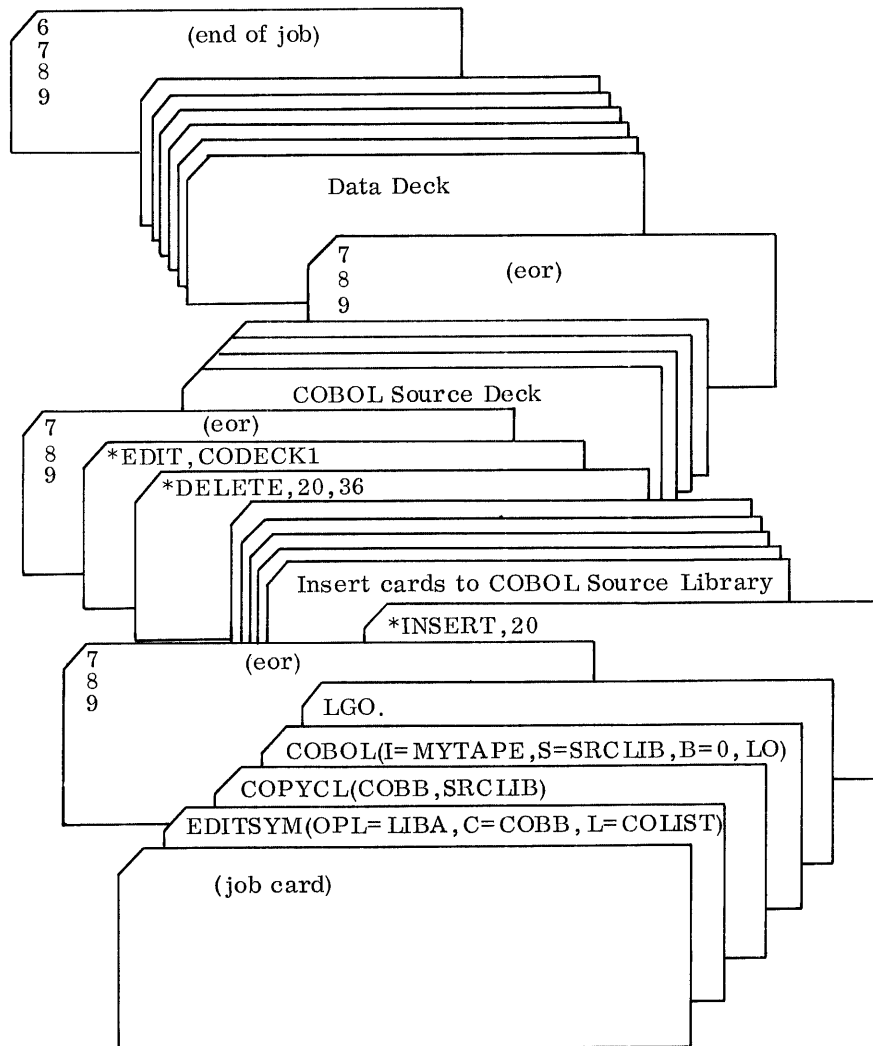 6
7
8
9
(end of job)
Data Deck
7
8
9
(eor)
COBOL Source Deck
7
8
9
(eor)
*EDIT,CODECK1
*DELETE,20,36
Insert cards to COBOL Source Library
*INSERT,20
7
8
9
(eor)
LGO.
COBOL(I=MYTAPE,S=SRCLIB,B=0,LO)
COPYCL(COBB,SRCLIB)
EDITSYM(OPL=LIBA,C=COBB,L=COLIST)
(job card)